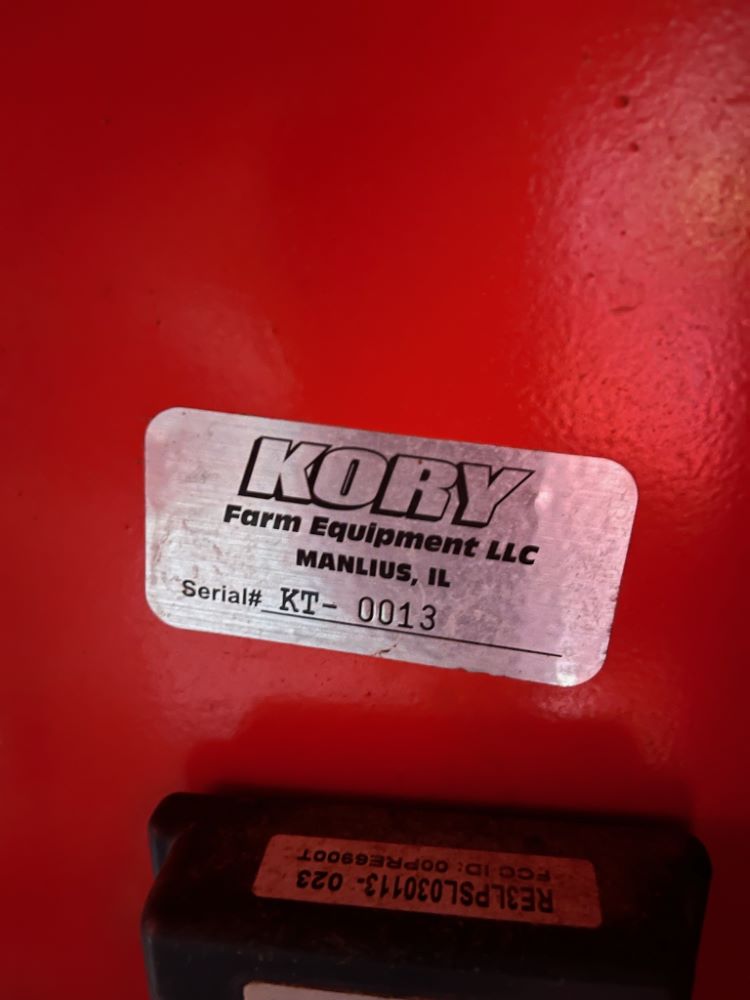 KORY
Farm Equipment LLC
MANLIUS, IL
Serial# KT- 0013
RE3LPSL030113- 023
FCC ID: 00PRE6900T